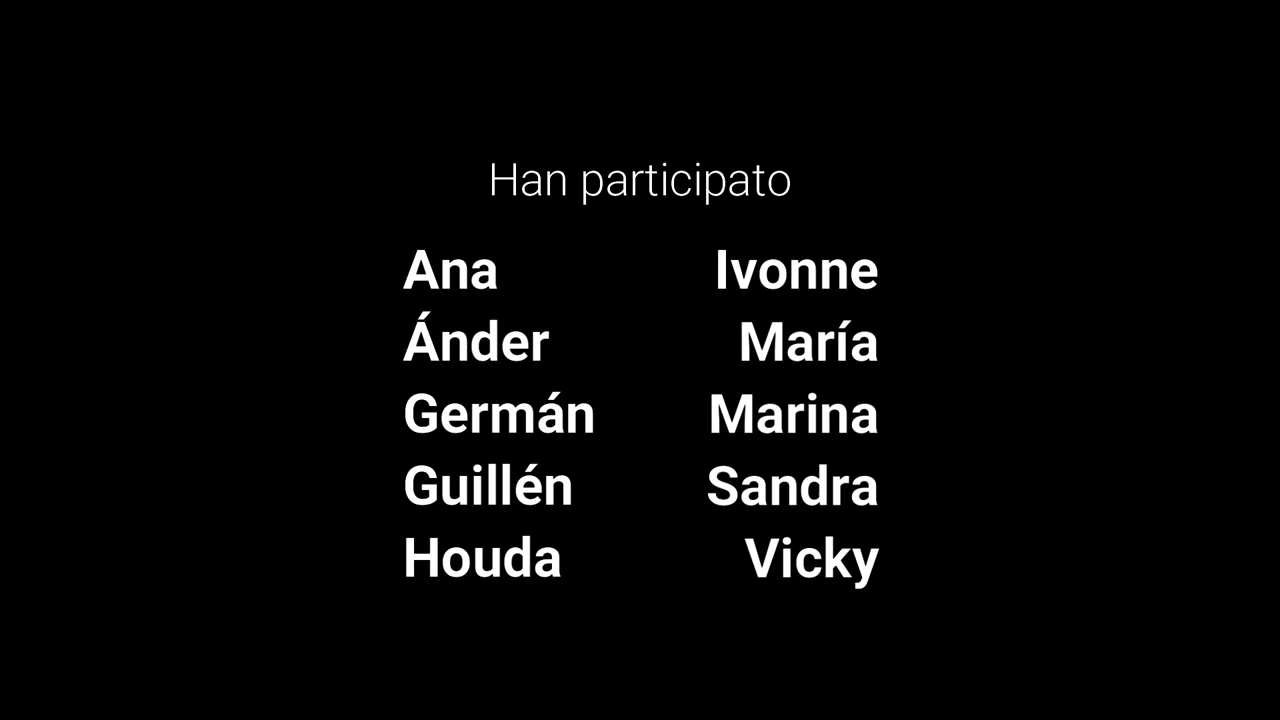 Han participato
Ana
Ánder
Germán
Guillén
Houda
Ivonne
María
Marina
Sandra
Vicky